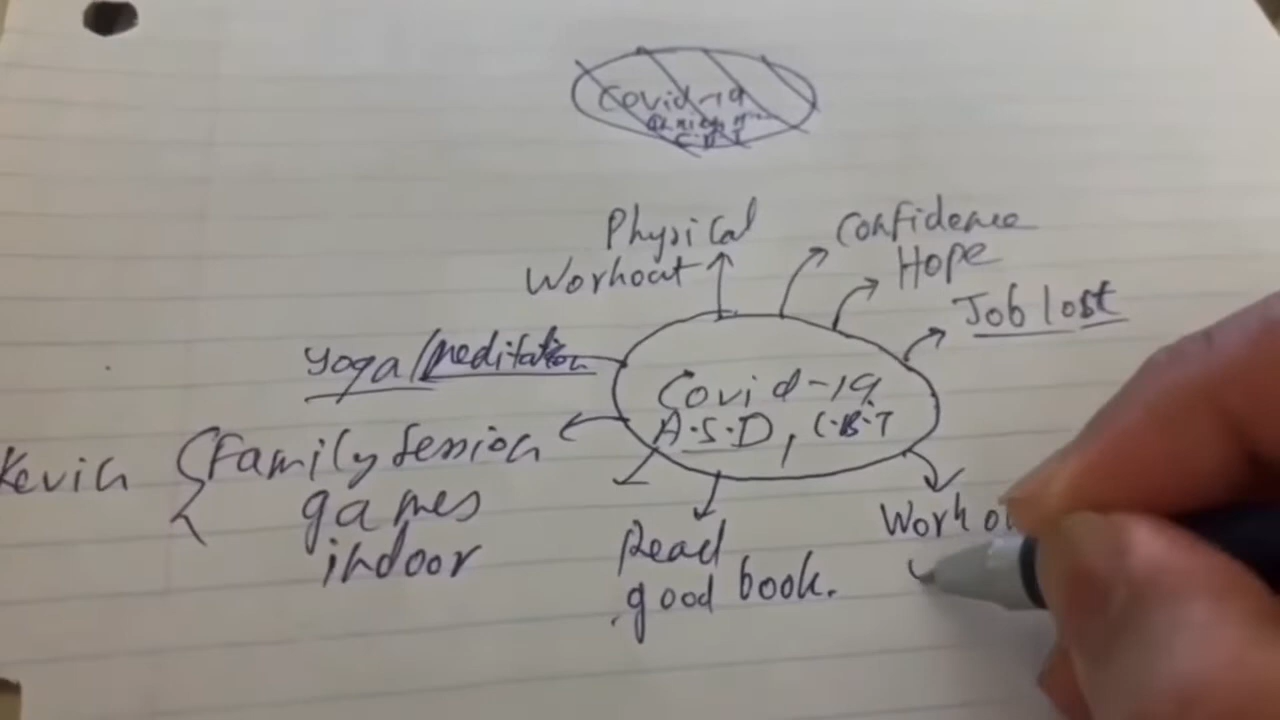 Covid-19
Physical
Workout
Confidence
Hope
Job lost
yoga/meditation
Covid-19
A.S.D, C.B.T
Kevin
Family Session
games
indoor
Read
good book.
Work